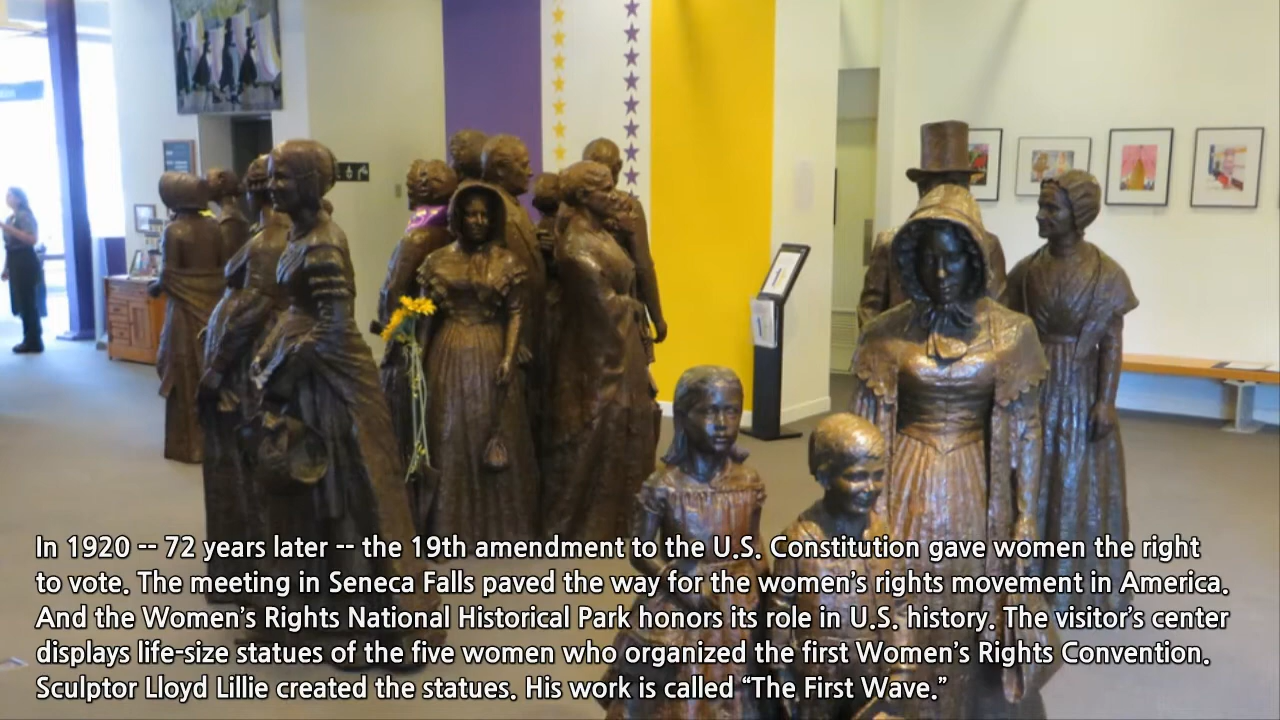 In 1920 -- 72 years later -- the 19th amendment to the U.S. Constitution gave women the right
to vote. The meeting in Seneca Falls paved the way for the women's rights movement in America.
And the Women's Rights National Historical Park honors its role in U.S. history. The visitor's center
displays life-size statues of the five women who organized the first Women's Rights Convention.
Sculptor Lloyd Lillie created the statues. His work is called “The First Wave.”